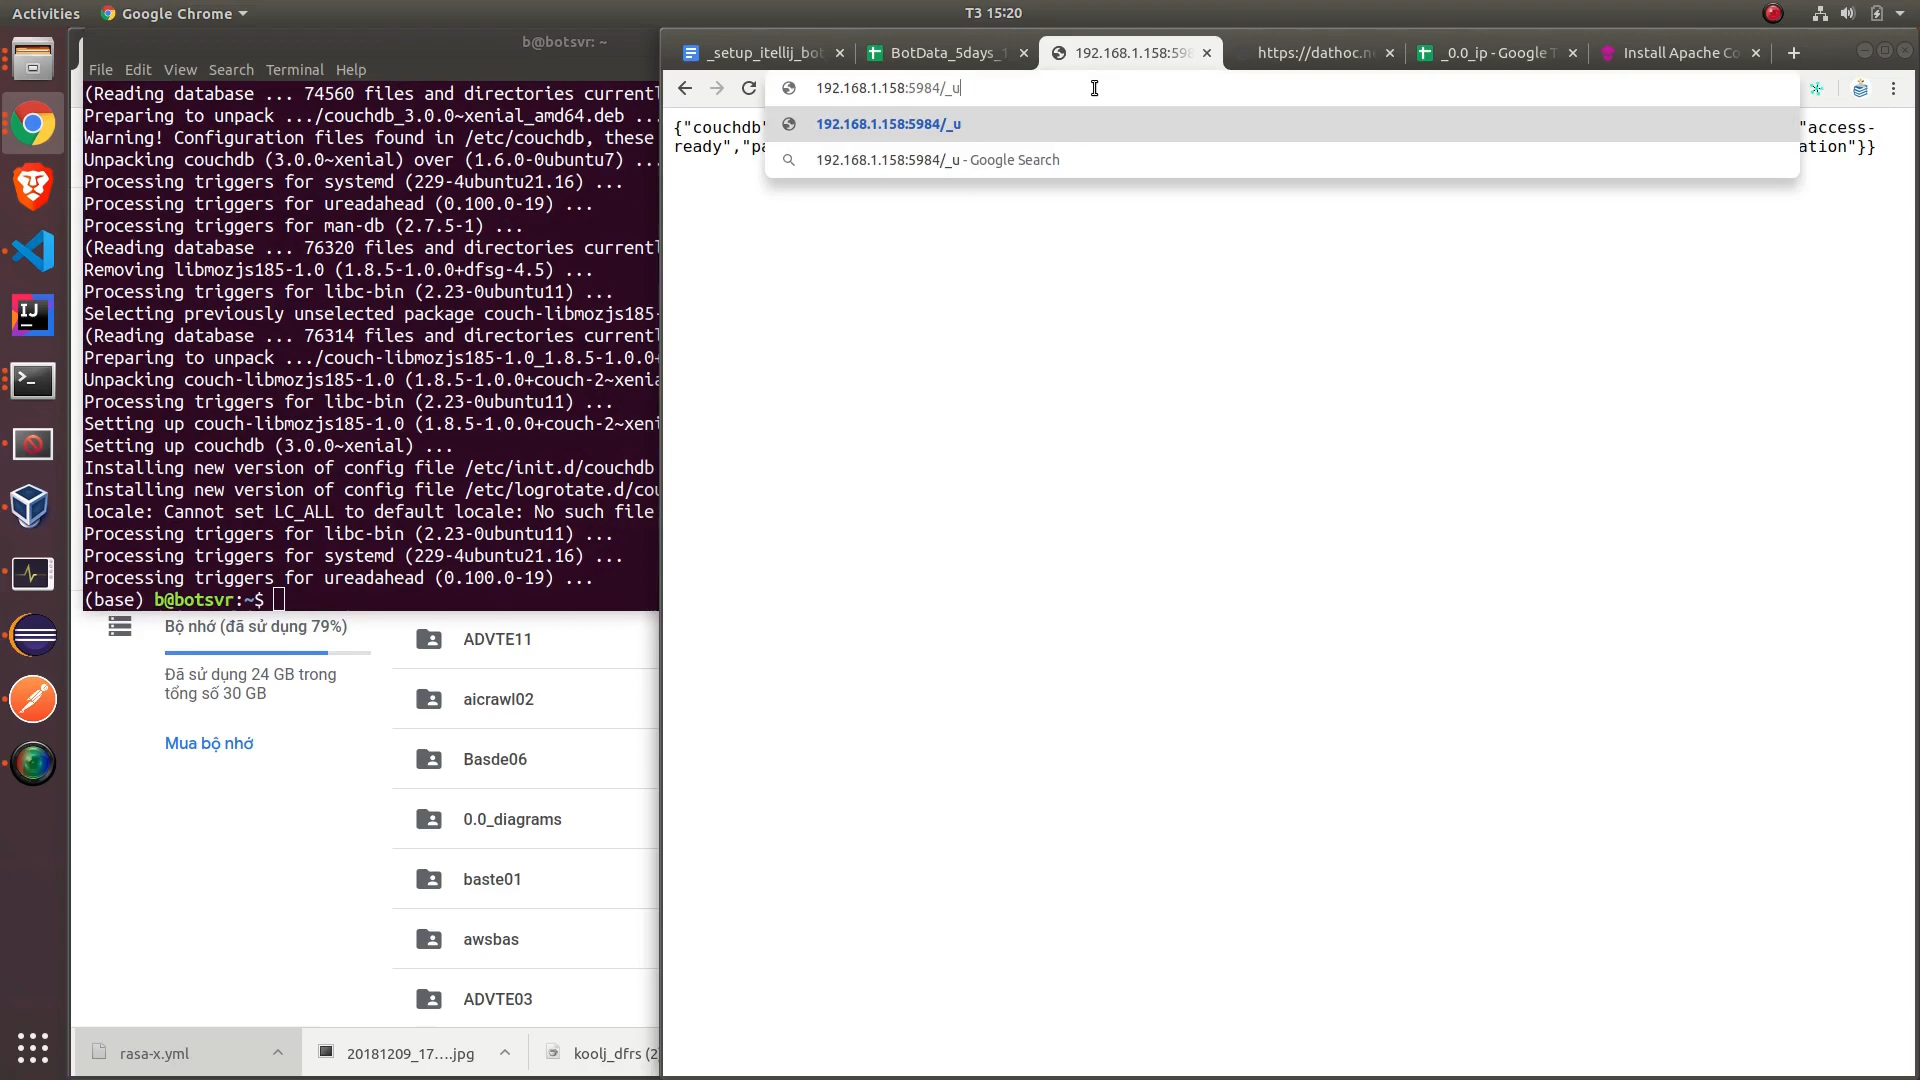 Activities
Google Chrome
T3 15:20
b@botsvr: ~
File Edit View Search Terminal Help
(Reading database ... 74560 files and directories currentl
Preparing to unpack .../couchdb_3.0.0~xenial_amd64.deb ...
Warning! Configuration files found in /etc/couchdb, these
Unpacking couchdb (3.0.0~xenial) over (1.6.0-0ubuntu7) ...
Processing triggers for systemd (229-4ubuntu21.16) ...
Processing triggers for ureadahead (0.100.0-19) ...
Processing triggers for man-db (2.7.5-1) ...
(Reading database ... 76320 files and directories currentl
Removing libmozjs185-1.0 (1.8.5-1.0.0+dfsg-4.5) ...
Processing triggers for libc-bin (2.23-0ubuntu11) ...
Selecting previously unselected package couch-libmozjs185-
(Reading database ... 76314 files and directories currentl
Preparing to unpack .../couch-libmozjs185-1.0_1.8.5-1.0.0+
Unpacking couch-libmozjs185-1.0 (1.8.5-1.0.0+couch-2~xenia
Processing triggers for libc-bin (2.23-0ubuntu11) ...
Setting up couch-libmozjs185-1.0 (1.8.5-1.0.0+couch-2~xeni
Setting up couchdb (3.0.0~xenial) ...
Installing new version of config file /etc/init.d/couchdb
Installing new version of config file /etc/logrotate.d/cou
locale: Cannot set LC_ALL to default locale: No such file
Processing triggers for libc-bin (2.23-0ubuntu11) ...
Processing triggers for systemd (229-4ubuntu21.16) ...
Processing triggers for ureadahead (0.100.0-19) ...
(base) b@botsvr:~$
Bộ nhớ (đã sử dụng 79%)
Đã sử dụng 24 GB trong
tổng số 30 GB
Mua bộ nhớ
ADVTE11
aicrawl02
Basde06
0.0_diagrams
baste01
awsbas
ADVTE03
rasa-x.yml
20181209_17....jpg
koolj_dfrs (2
_setup_itellij_bot
BotData_5days_1
192.168.1.158:598
https://dathoc.n
_0.0_ip - Google T
Install Apache Co
192.168.1.158:5984/_u
192.168.1.158:5984/_u
192.168.1.158:5984/_u - Google Search
{"couchdb" "access-
ready","pa ation"}}